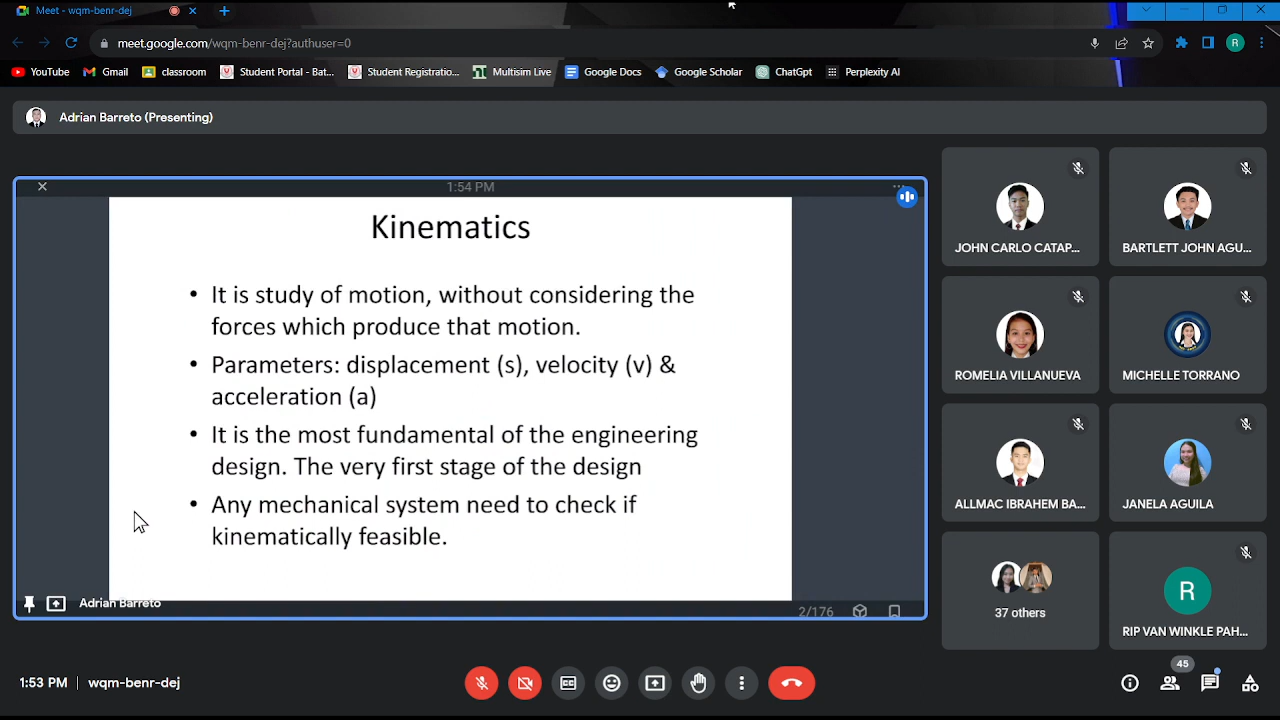 Meet - wqm-benr-dej
meet.google.com/wqm-benr-dej?authuser=0
R
YouTube
Gmail
classroom
Student Portal - Bat...
Student Registratio...
Multisim Live
Google Docs
Google Scholar
ChatGpt
Perplexity AI
Adrian Barreto (Presenting)
1:54 PM
Kinematics
• It is study of motion, without considering the
forces which produce that motion.
• Parameters: displacement (s), velocity (v) &
acceleration (a)
• It is the most fundamental of the engineering
design. The very first stage of the design
• Any mechanical system need to check if
kinematically feasible.
Adrian Barreto
2/176
JOHN CARLO CATAP...
BARTLETT JOHN AGU...
ROMELIA VILLANUEVA
MICHELLE TORRANO
ALLMAC IBRAHEM BA...
JANELA AGUILA
37 others
R
RIP VAN WINKLE PAH...
1:53 PM | wqm-benr-dej
45